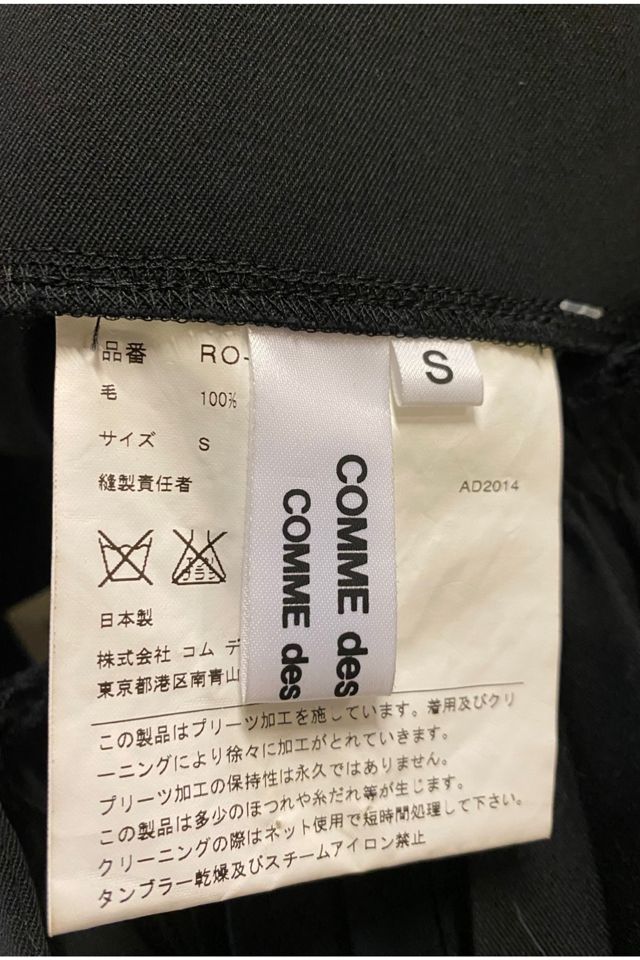 品番 RO-
毛 100%
サイズ S
縫製責任者
AD2014
S
COMME des
COMME des
日本製
株式会社 コム デ
東京都港区南青山
この製品はプリーツ加工を施しています。着用及びクリ
ーニングにより徐々に加工がとれていきます。
プリーツ加工の保持性は永久ではありません。
この製品は多少のほつれや糸だれ等が生じます。
クリーニングの際はネット使用で短時間処理して下さい。
タンブラー乾燥及びスチームアイロン禁止